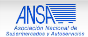 ANSA
Asociación Nacional de
Supermercados y Autoservicios